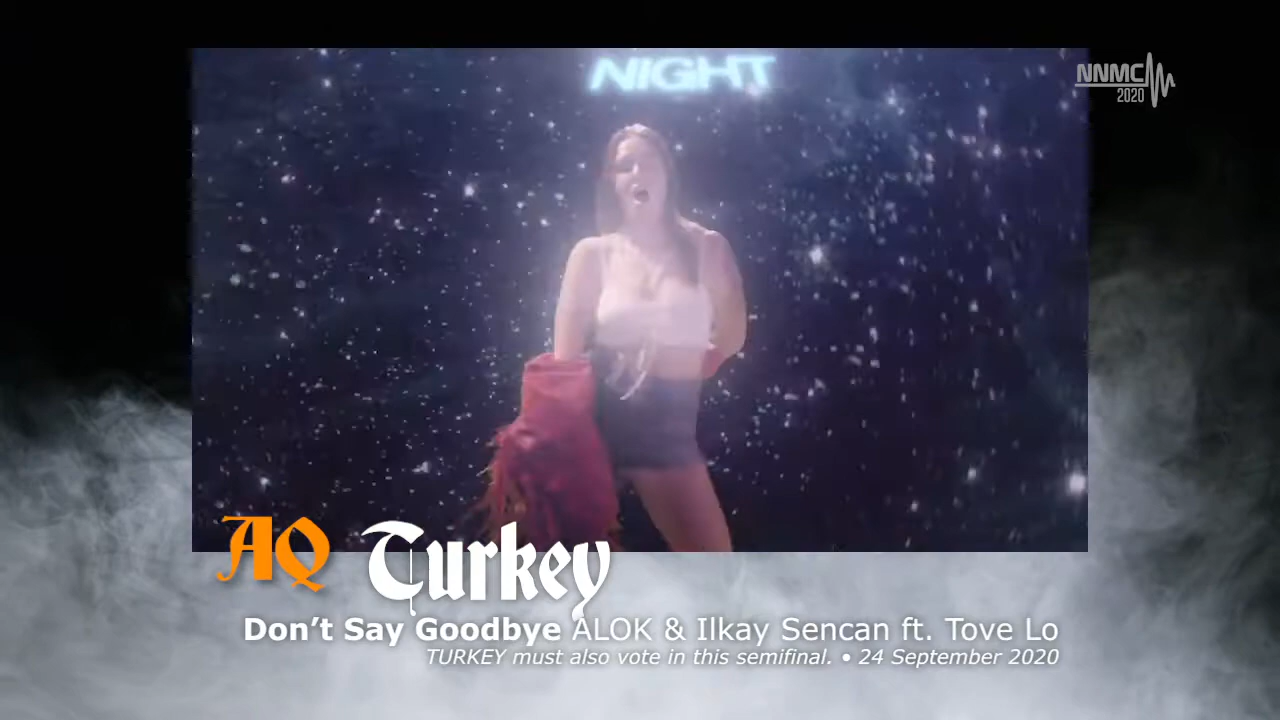 NIGHT
NNMC
2020
AQ Turkey
Don’t Say Goodbye ALOK & Ilkay Sencan ft. Tove Lo
TURKEY must also vote in this semifinal. • 24 September 2020